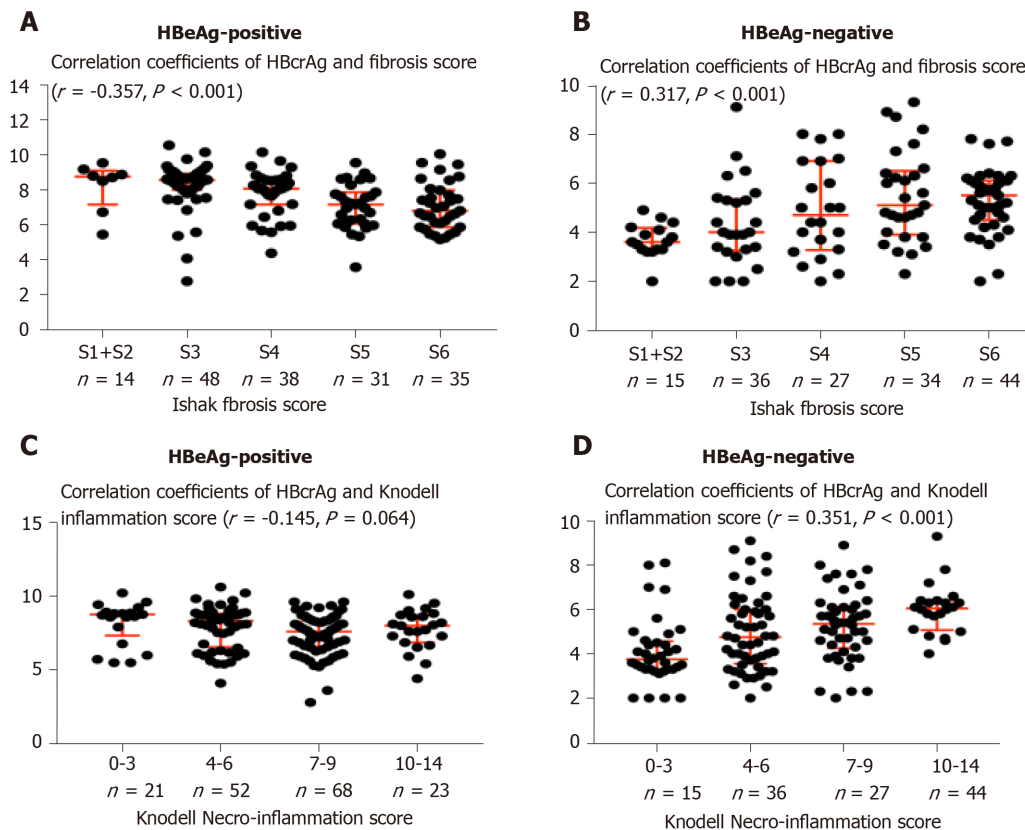 A
HBeAg-positive
Correlation coefficients of HBcrAg and fibrosis score
(r = -0.357, P < 0.001)
14
12
10
8
6
4
2
0
S1+S2 S3 S4 S5 S6
n = 14 n = 48 n = 38 n = 31 n = 35
Ishak fbrosis score
B
HBeAg-negative
Correlation coefficients of HBcrAg and fibrosis score
(r = 0.317, P < 0.001)
10
8
6
4
2
0
S1+S2 S3 S4 S5 S6
n = 15 n = 36 n = 27 n = 34 n = 44
Ishak fibrosis score
C
HBeAg-positive
Correlation coefficients of HBcrAg and Knodell
inflammation score (r = -0.145, P = 0.064)
15
10
5
0
0-3 4-6 7-9 10-14
n = 21 n = 52 n = 68 n = 23
Knodell Necro-inflammation score
D
HBeAg-negative
Correlation coefficients of HBcrAg and Knodell
inflammation score (r = 0.351, P < 0.001)
10
8
6
4
2
0
0-3 4-6 7-9 10-14
n = 15 n = 36 n = 27 n = 44
Knodell Necro-inflammation score